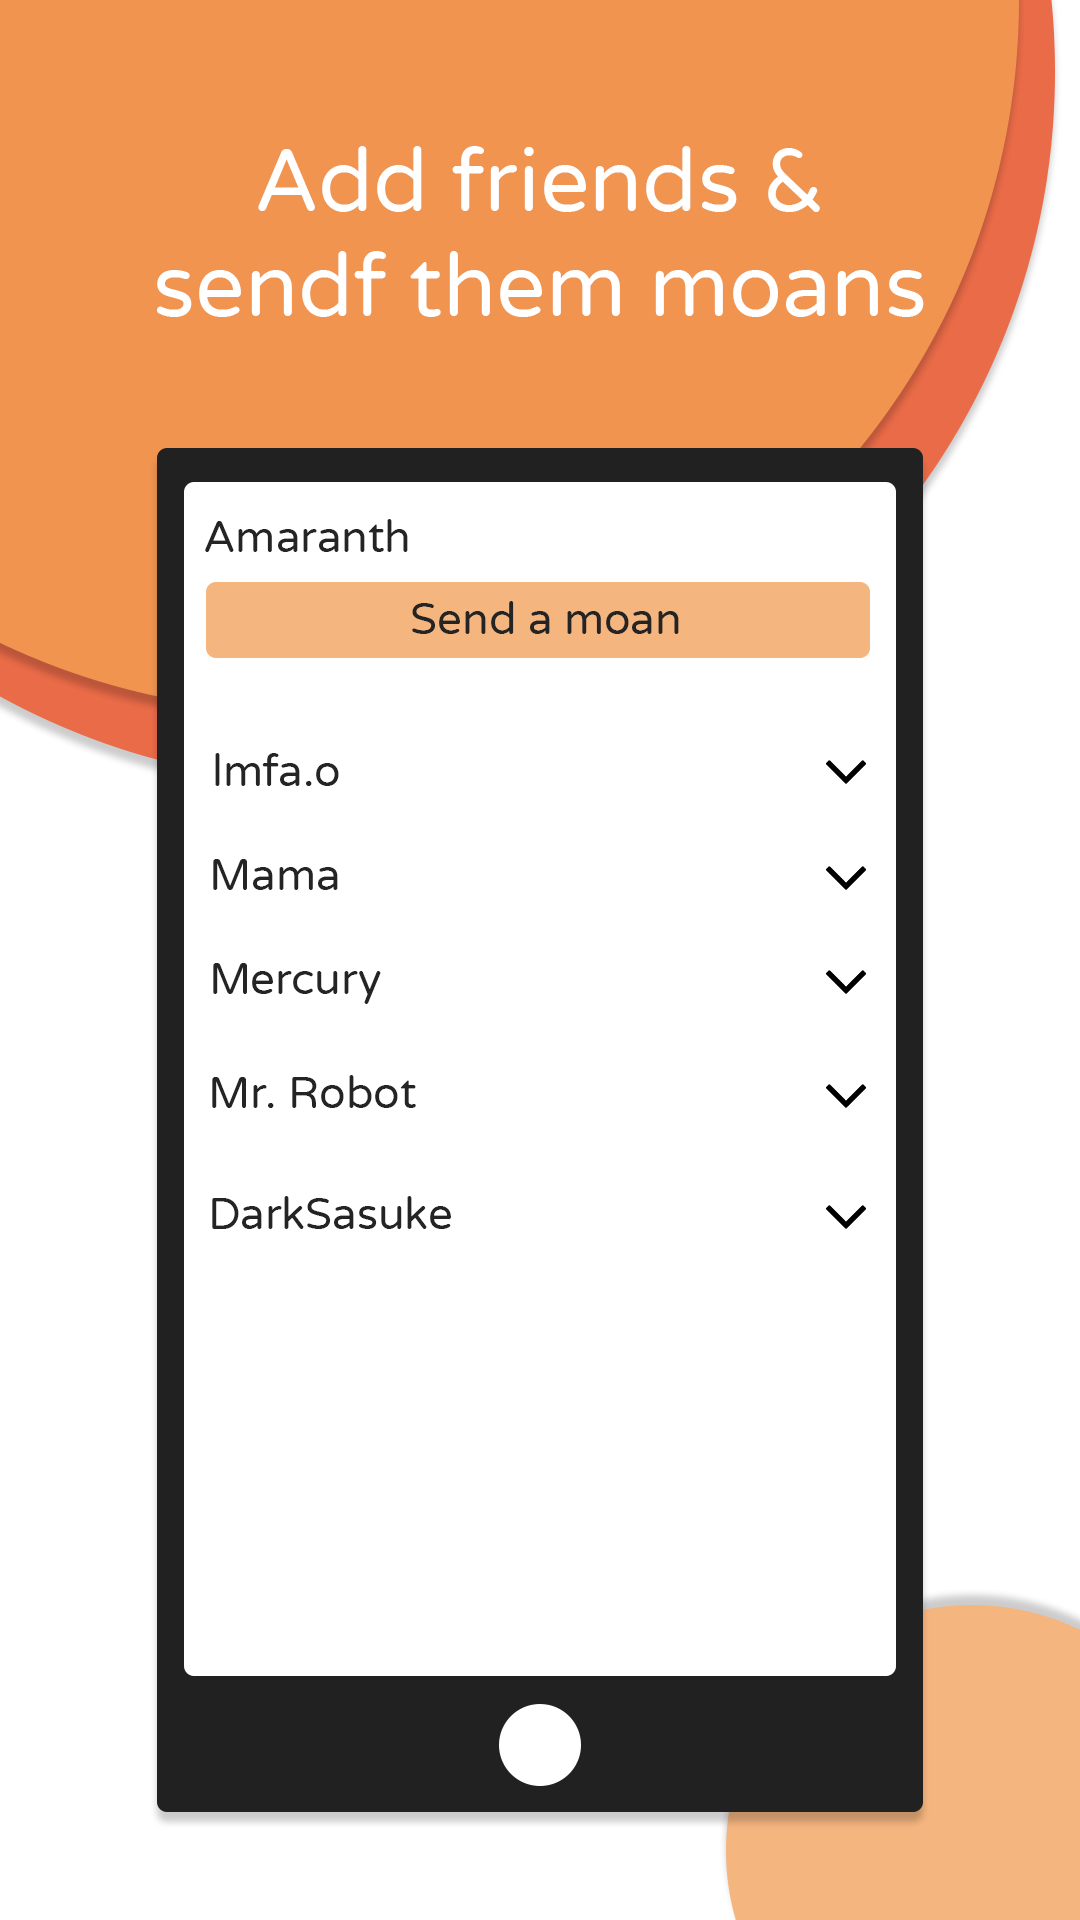 Add friends &
sendf them moans
Amaranth
Send a moan
lmfa.o
Mama
Mercury
Mr. Robot
DarkSasuke